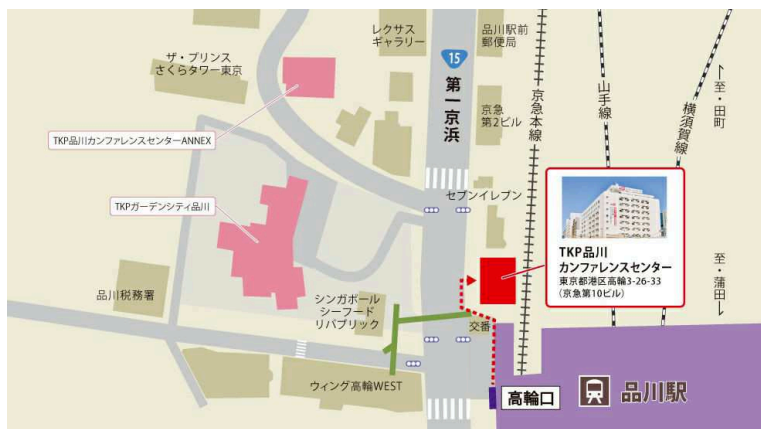 レクサス
ギャラリー
品川駅前
郵便局
ザ・プリンス
さくらタワー東京
15
第一京浜
京急
第2ビル
京急本線
山手線
横須賀線
至・田町
TKP品川カンファレンスセンターANNEX
セブンイレブン
TKPガーデンシティ品川
TKP品川
カンファレンスセンター
東京都港区高輪3-26-33
(京急第10ビル)
至・蒲田
品川税務署
シンガポール
シーフード
リパブリック
交番
ウィング高輪WEST
高輪口
品川駅